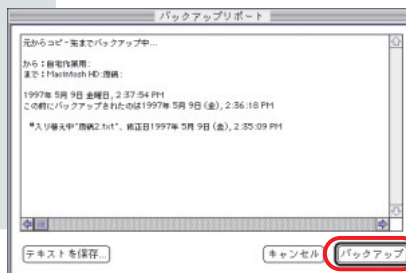 バックアップリポート
元からコピー先までバックアップ中...
から:自宅作業用:
まで:Macintosh HD:原稿:
1997年 5月 9日 金曜日, 2:37:54 PM
この前にバックアップされたのは1997年 5月 9日 (金), 2:36:18 PM
*入り替え中"原稿2.txt", 修正日1997年 5月 9日 (金), 2:35:09 PM
テキストを保存...
キャンセル
バックアップ